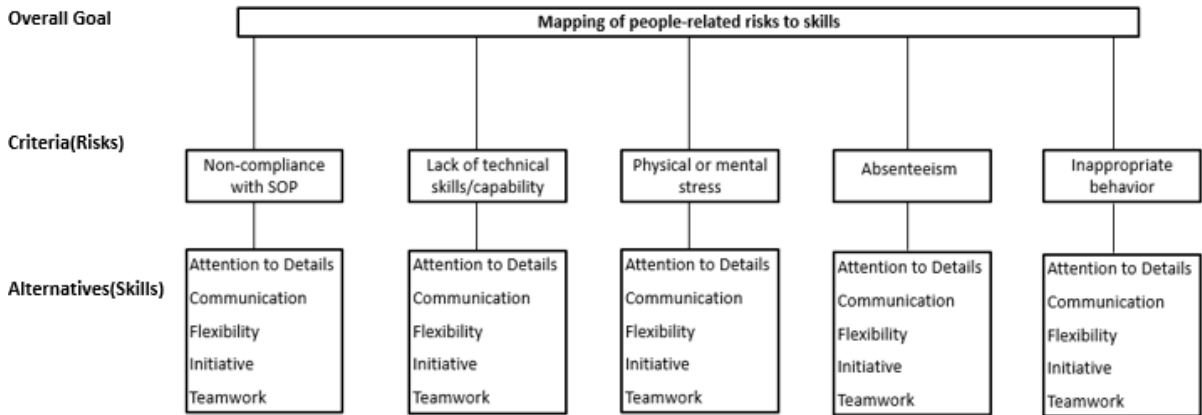 Overall Goal
Mapping of people-related risks to skills
Criteria(Risks)
Non-compliance
with SOP
Lack of technical
skills/capability
Physical or mental
stress
Absenteeism
Inappropriate
behavior
Alternatives(Skills)
Attention to Details
Communication
Flexibility
Initiative
Teamwork
Attention to Details
Communication
Flexibility
Initiative
Teamwork
Attention to Details
Communication
Flexibility
Initiative
Teamwork
Attention to Details
Communication
Flexibility
Initiative
Teamwork
Attention to Details
Communication
Flexibility
Initiative
Teamwork